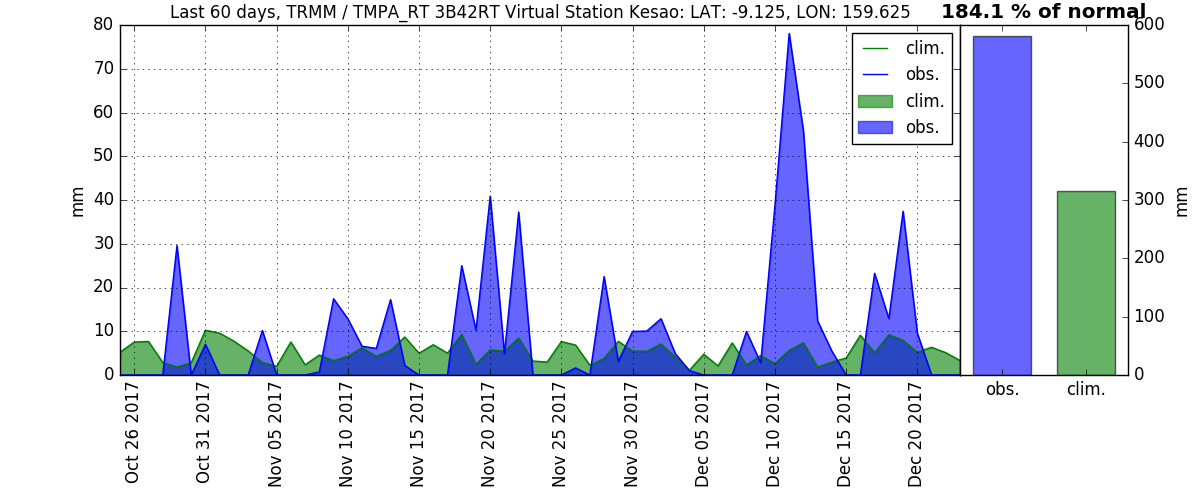 Last 60 days, TRMM / TMPA_RT 3B42RT Virtual Station Kesao: LAT: -9.125, LON: 159.625
184.1 % of normal
80
70
60
50
40
30
20
10
0
mm
clim.
obs.
clim.
obs.
600
500
400
300
200
100
0
mm
obs.
clim.
Oct 26 2017
Oct 31 2017
Nov 05 2017
Nov 10 2017
Nov 15 2017
Nov 20 2017
Nov 25 2017
Nov 30 2017
Dec 05 2017
Dec 10 2017
Dec 15 2017
Dec 20 2017